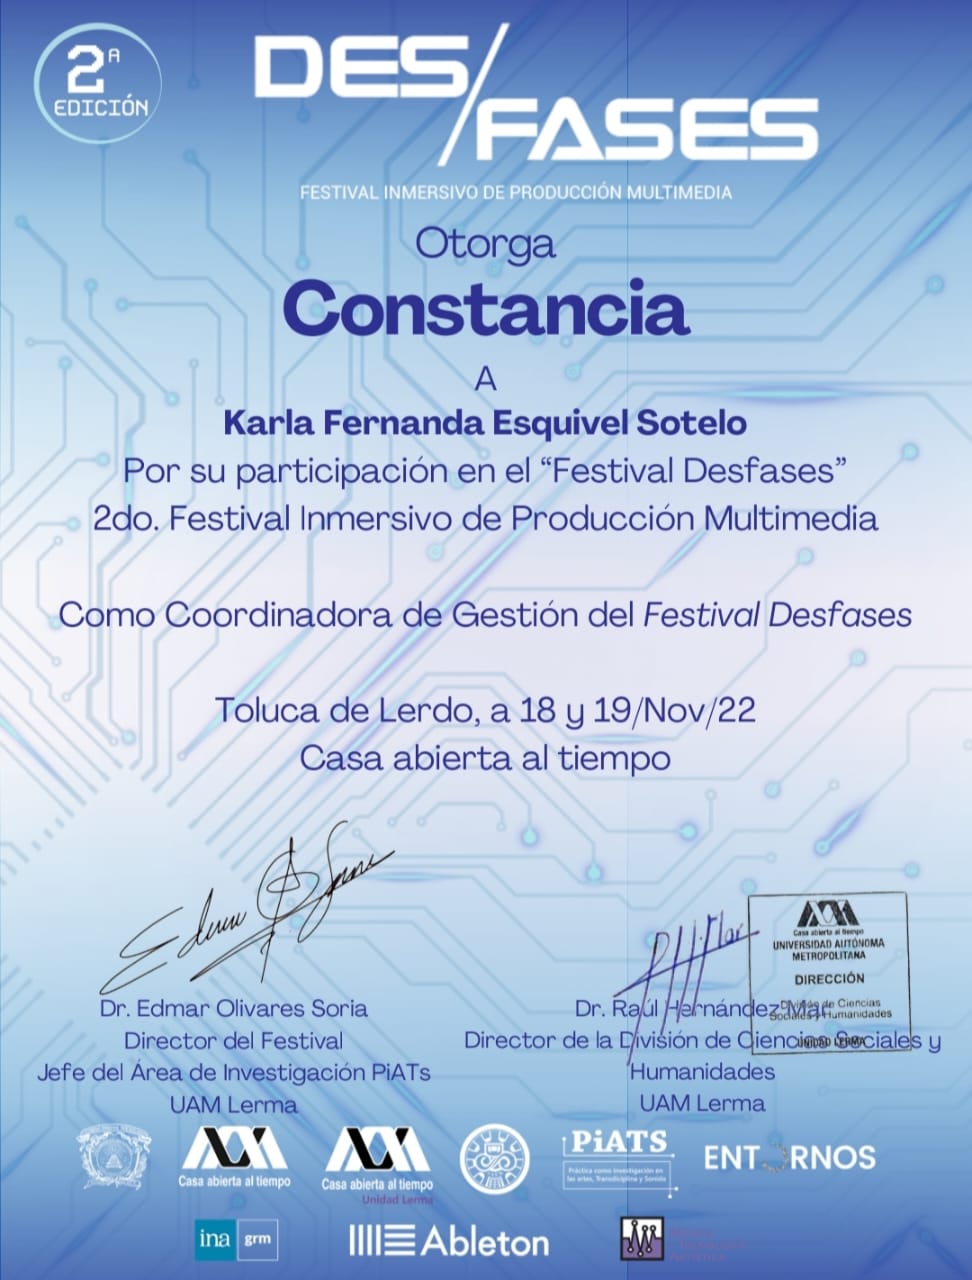 2ª
EDICIÓN
DES/
FASES
FESTIVAL INMERSIVO DE PRODUCCIÓN MULTIMEDIA
Otorga
Constancia
A
Karla Fernanda Esquivel Sotelo
Por su participación en el “Festival Desfases”
2do. Festival Inmersivo de Producción Multimedia
Como Coordinadora de Gestión del Festival Desfases
Toluca de Lerdo, a 18 y 19/Nov/22
Casa abierta al tiempo
Dr. Edmar Olivares Soria
Director del Festival
Jefe del Área de Investigación PiATs
UAM Lerma
Casa abierta al tiempo
UNIVERSIDAD AUTÓNOMA
METROPOLITANA
DIRECCIÓN
División de Ciencias
Sociales y Humanidades
UNIDAD LERMA
Dr. Raúl Hernández Mar
Director de la División de Ciencias Sociales y
Humanidades
UAM Lerma
Casa abierta al tiempo
Casa abierta al tiempo
Unidad Lerma
PiATS
Práctica como investigación en
las artes, Transdisciplina y Sonido
ENTORNOS
ina grm
Ableton